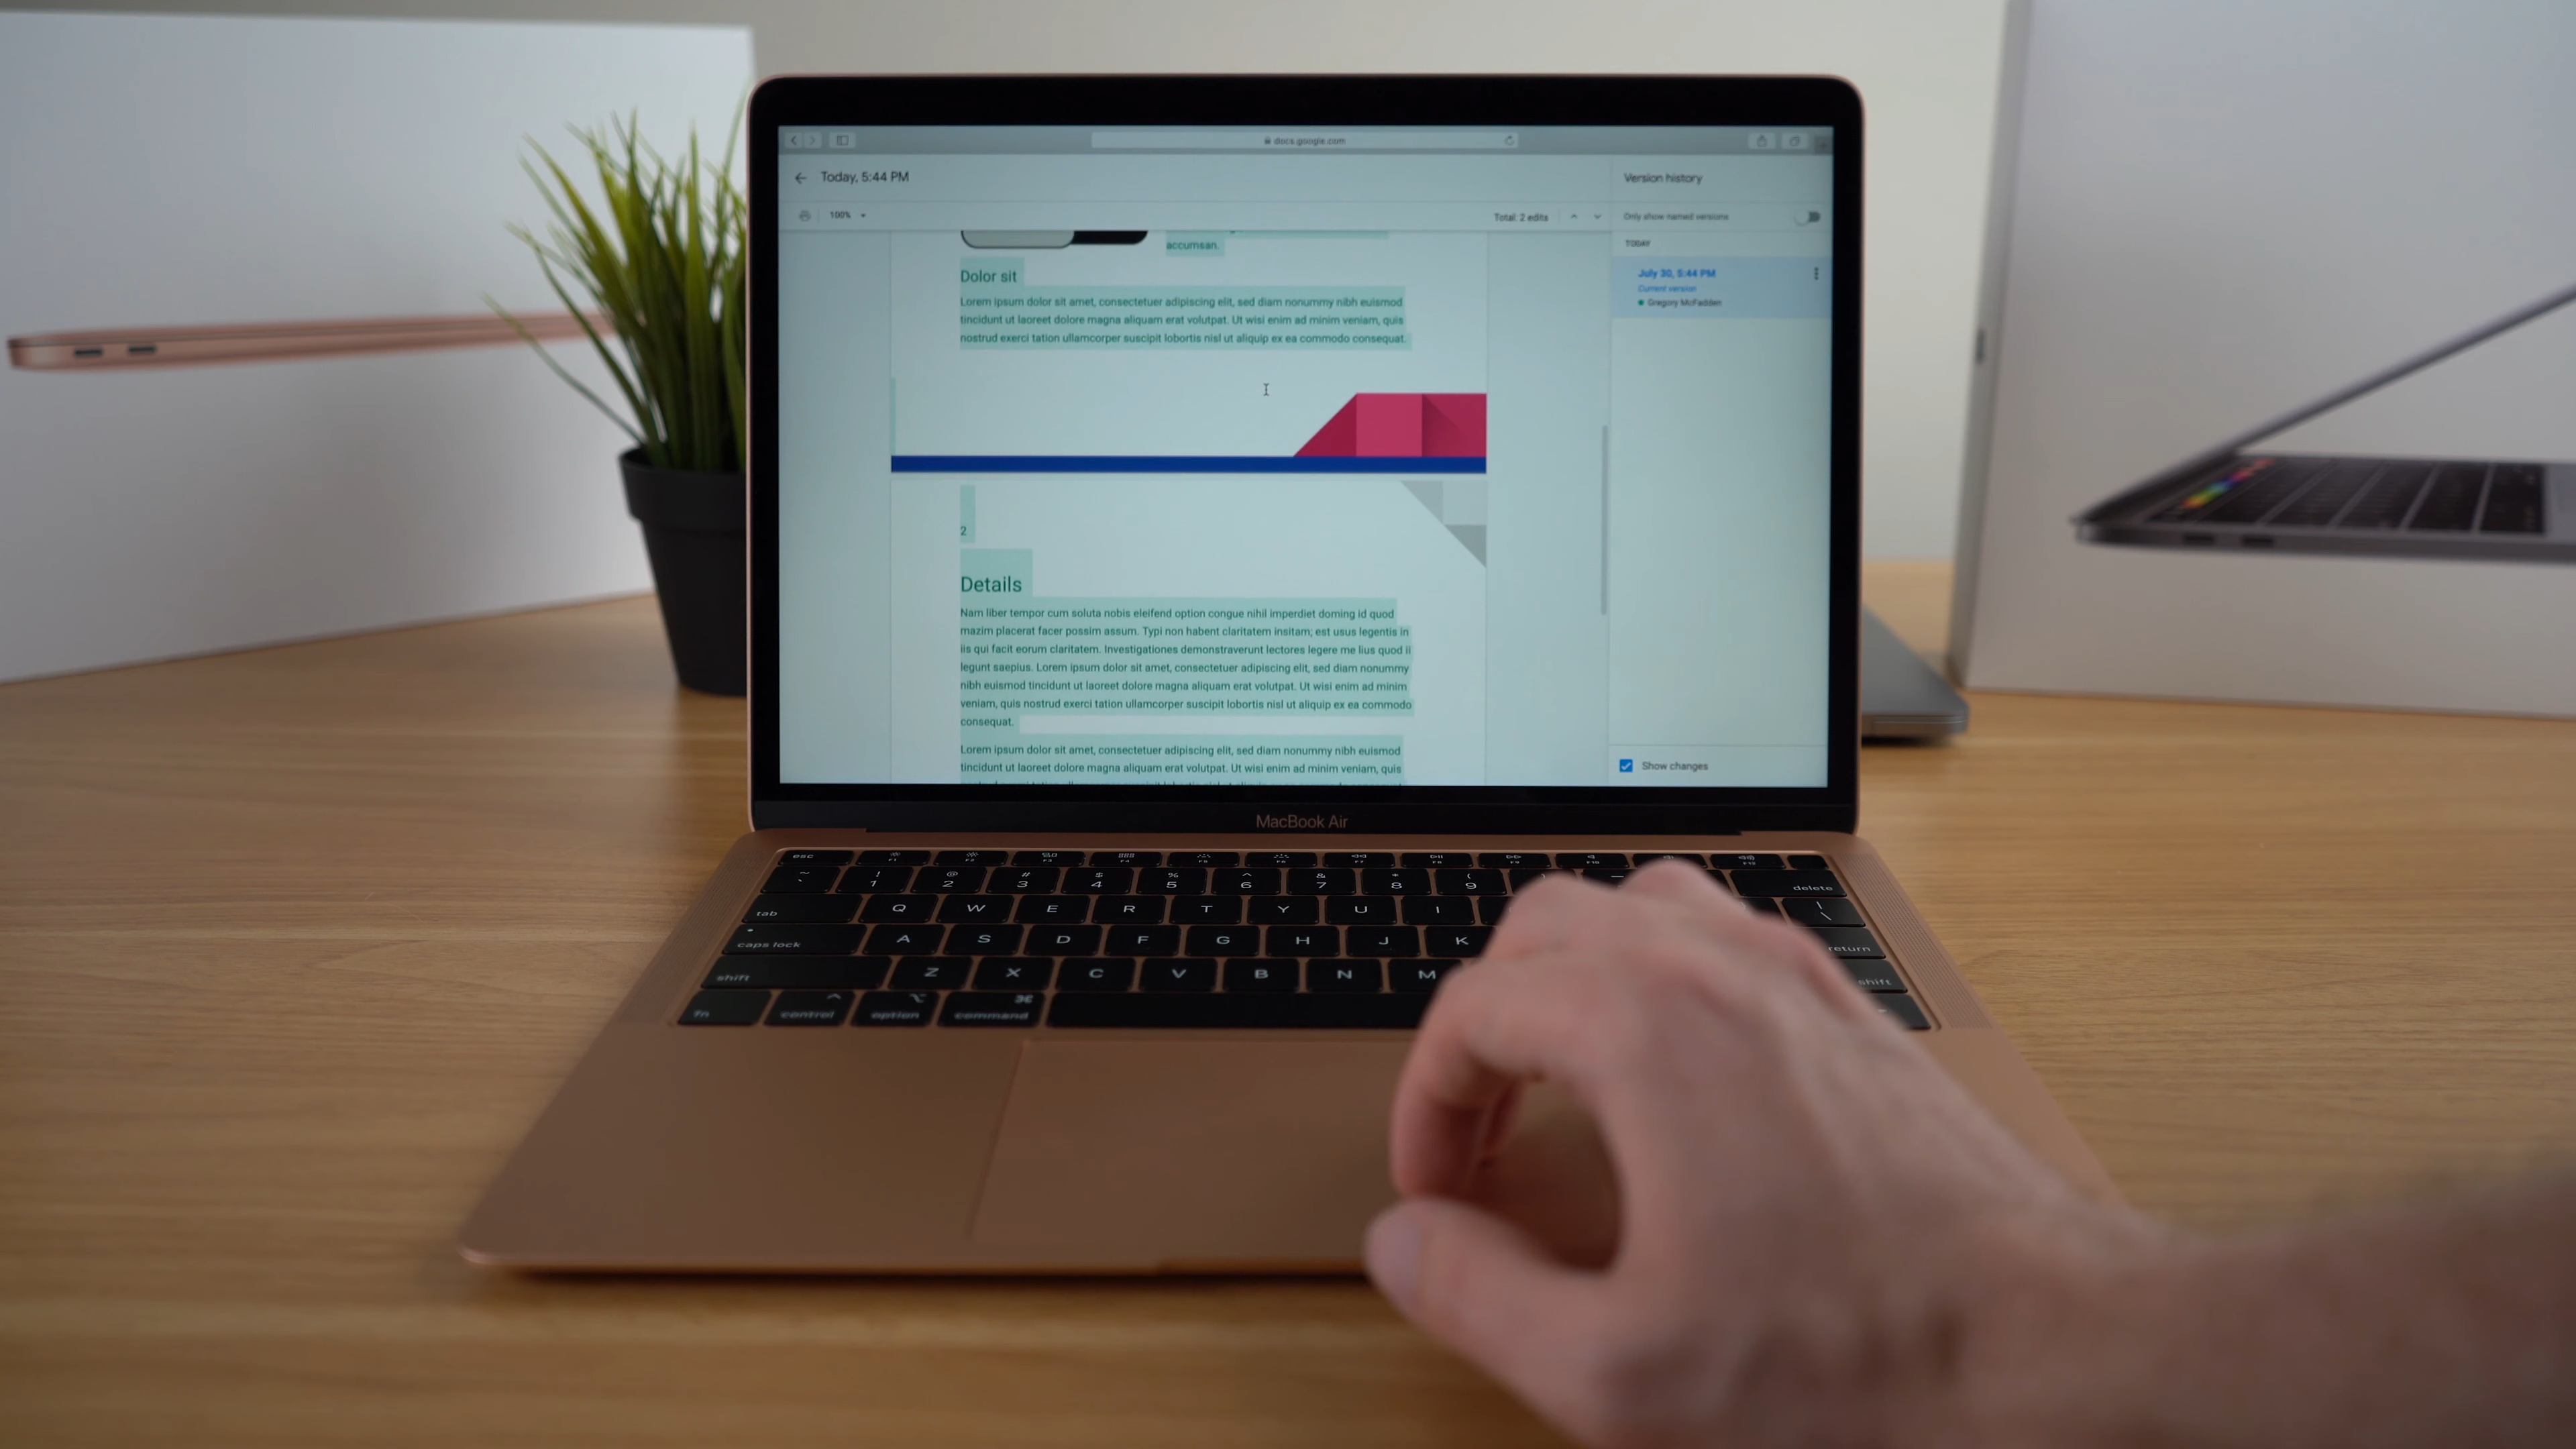 docs.google.com
Today, 5:44 PM
Version history
100%
Total: 2 edits
Only show named versions
TODAY
July 30, 5:44 PM
Current version
Gregory McFadden
accumsan.
Dolor sit
Lorem ipsum dolor sit amet, consectetuer adipiscing elit, sed diam nonummy nibh euismod
tincidunt ut laoreet dolore magna aliquam erat volutpat. Ut wisi enim ad minim veniam, quis
nostrud exerci tation ullamcorper suscipit lobortis nisl ut aliquip ex ea commodo consequat.
2
Details
Nam liber tempor cum soluta nobis eleifend option congue nihil imperdiet doming id quod
mazim placerat facer possim assum. Typi non habent claritatem insitam; est usus legentis in
iis qui facit eorum claritatem. Investigationes demonstraverunt lectores legere me lius quod ii
legunt saepius. Lorem ipsum dolor sit amet, consectetuer adipiscing elit, sed diam nonummy
nibh euismod tincidunt ut laoreet dolore magna aliquam erat volutpat. Ut wisi enim ad minim
veniam, quis nostrud exerci tation ullamcorper suscipit lobortis nisl ut aliquip ex ea commodo
consequat.
Lorem ipsum dolor sit amet, consectetuer adipiscing elit, sed diam nonummy nibh euismod
tincidunt ut laoreet dolore magna aliquam erat volutpat. Ut wisi enim ad minim veniam, quis
Show changes
MacBook Air
esc F1 F2 F3 F4 F5 F6 F7 F8 F9 F10 F12
~ ! @ # $ % ^ & * (
` 1 2 3 4 5 6 7 8 9 delete
tab Q W E R T Y U I | \
caps lock A S D F G H J K return
shift Z X C V B N M shift
fn control option command